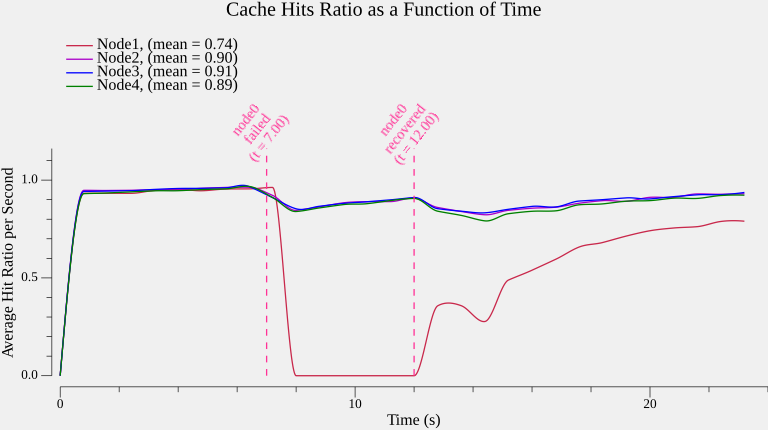 Cache Hits Ratio as a Function of Time
Node1, (mean = 0.74)
Node2, (mean = 0.90)
Node3, (mean = 0.91)
Node4, (mean = 0.89)
node0
failed
(t = 7.00)
node0
recovered
(t = 12.00)
Average Hit Ratio per Second
1.0
0.5
0.0
0
10
20
Time (s)